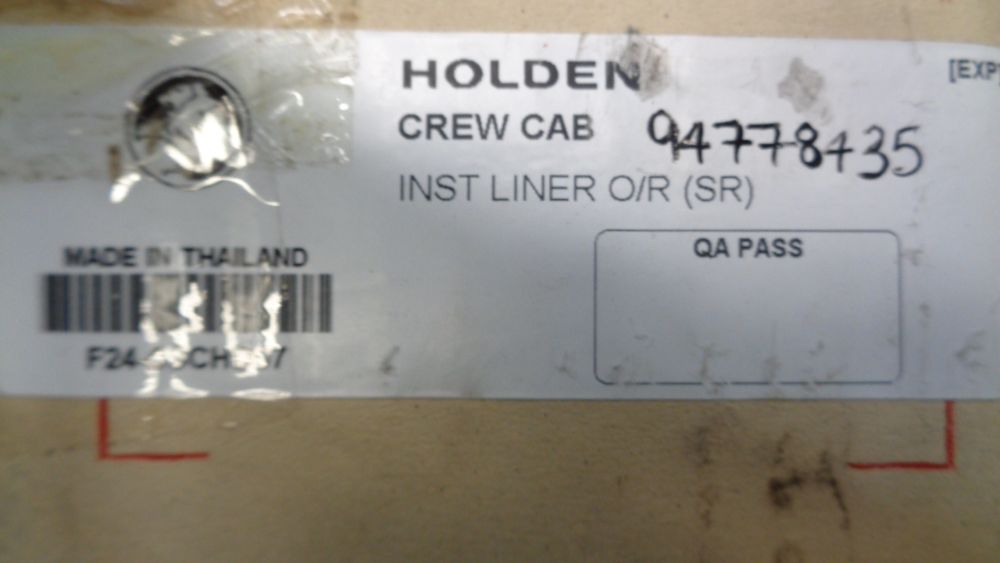 HOLDEN
CREW CAB 94778435
INST LINER O/R (SR)
MADE IN THAILAND
QA PASS